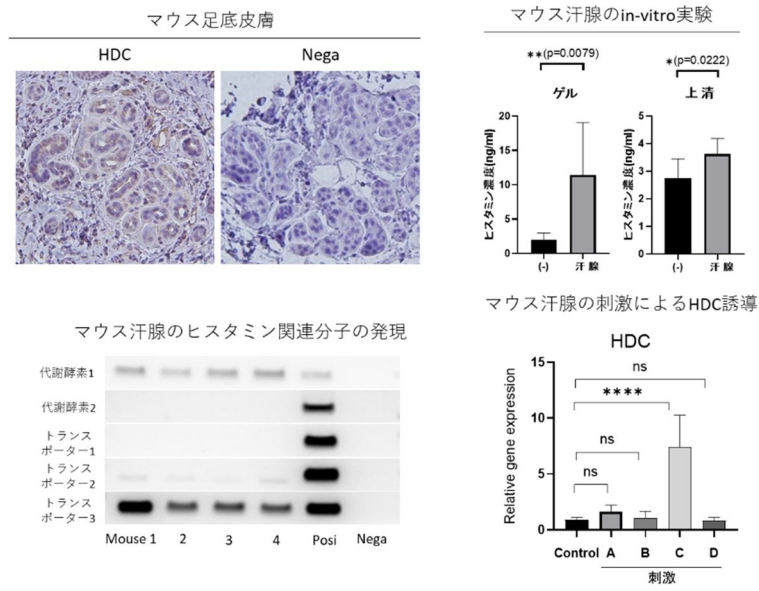 マウス足底皮膚
HDC
Nega
マウス汗腺のin-vitro実験
**(p=0.0079)
ゲル
ヒスタミン濃度(ng/ml)
20
15
10
5
0
(-)
汗腺
*(p=0.0222)
上清
ヒスタミン濃度(ng/ml)
5
4
3
2
1
0
(-)
汗腺
マウス汗腺のヒスタミン関連分子の発現
代謝酵素1
代謝酵素2
トランス
ポーター1
トランス
ポーター2
トランス
ポーター3
Mouse 1 2 3 4 Posi Nega
マウス汗腺の刺激によるHDC誘導
HDC
Relative gene expression
15
10
5
0
ns
****
ns
ns
Control A B C D
刺激